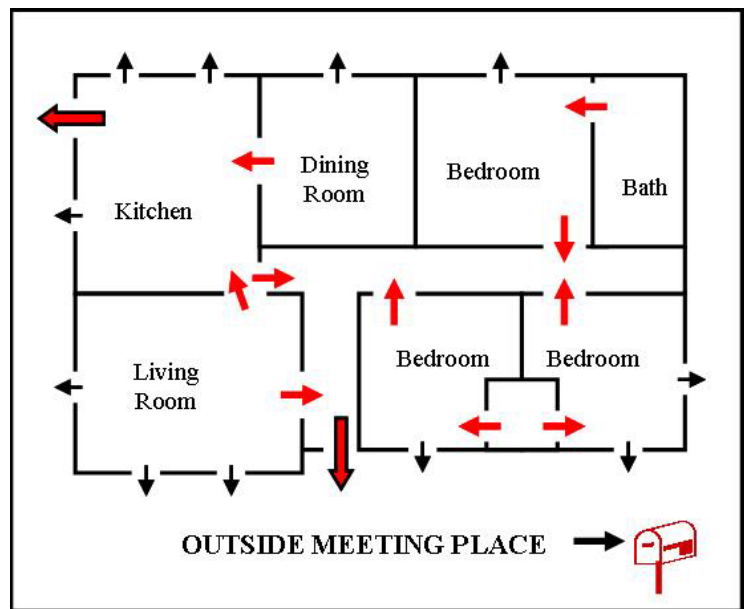 Kitchen
Dining
Room
Bedroom
Bath
Living
Room
Bedroom
Bedroom
OUTSIDE MEETING PLACE